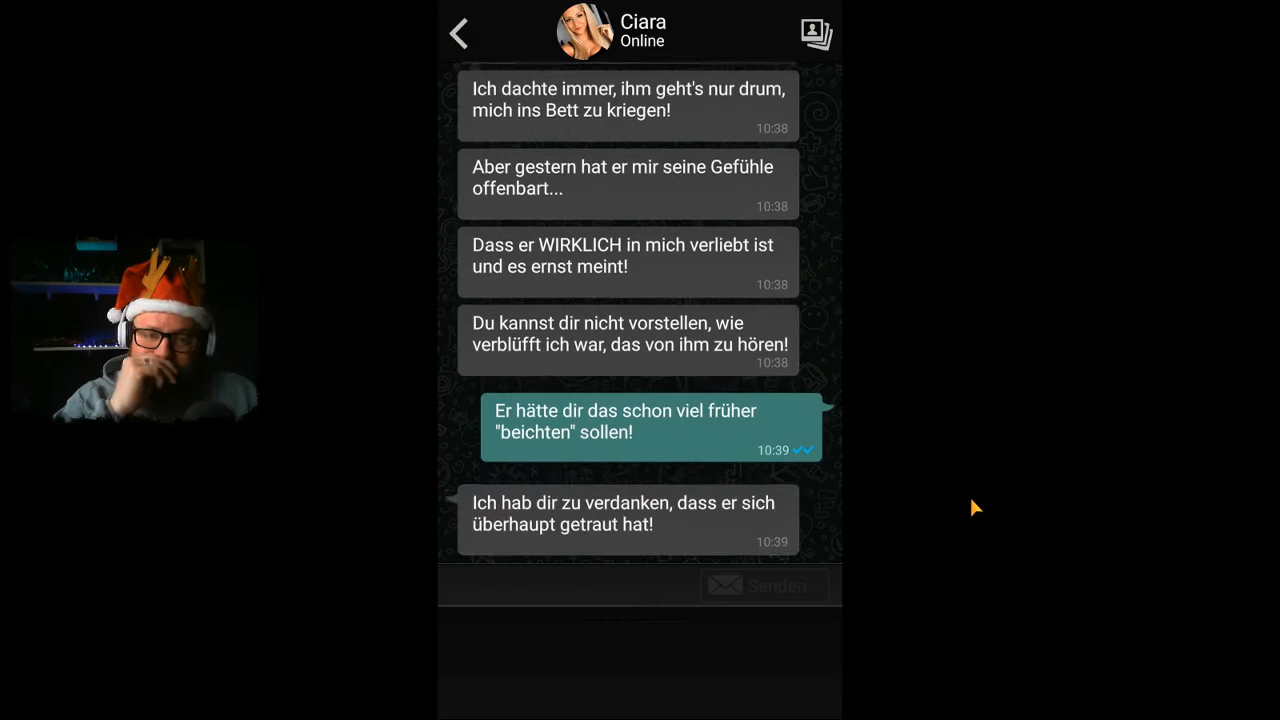 Ciara
Online
Ich dachte immer, ihm geht's nur drum,
mich ins Bett zu kriegen!
10:38
Aber gestern hat er mir seine Gefühle
offenbart...
10:38
Dass er WIRKLICH in mich verliebt ist
und es ernst meint!
10:38
Du kannst dir nicht vorstellen, wie
verblüfft ich war, das von ihm zu hören!
10:38
Er hätte dir das schon viel früher
"beichten" sollen!
10:39
Ich hab dir zu verdanken, dass er sich
überhaupt getraut hat!
10:39
Senden